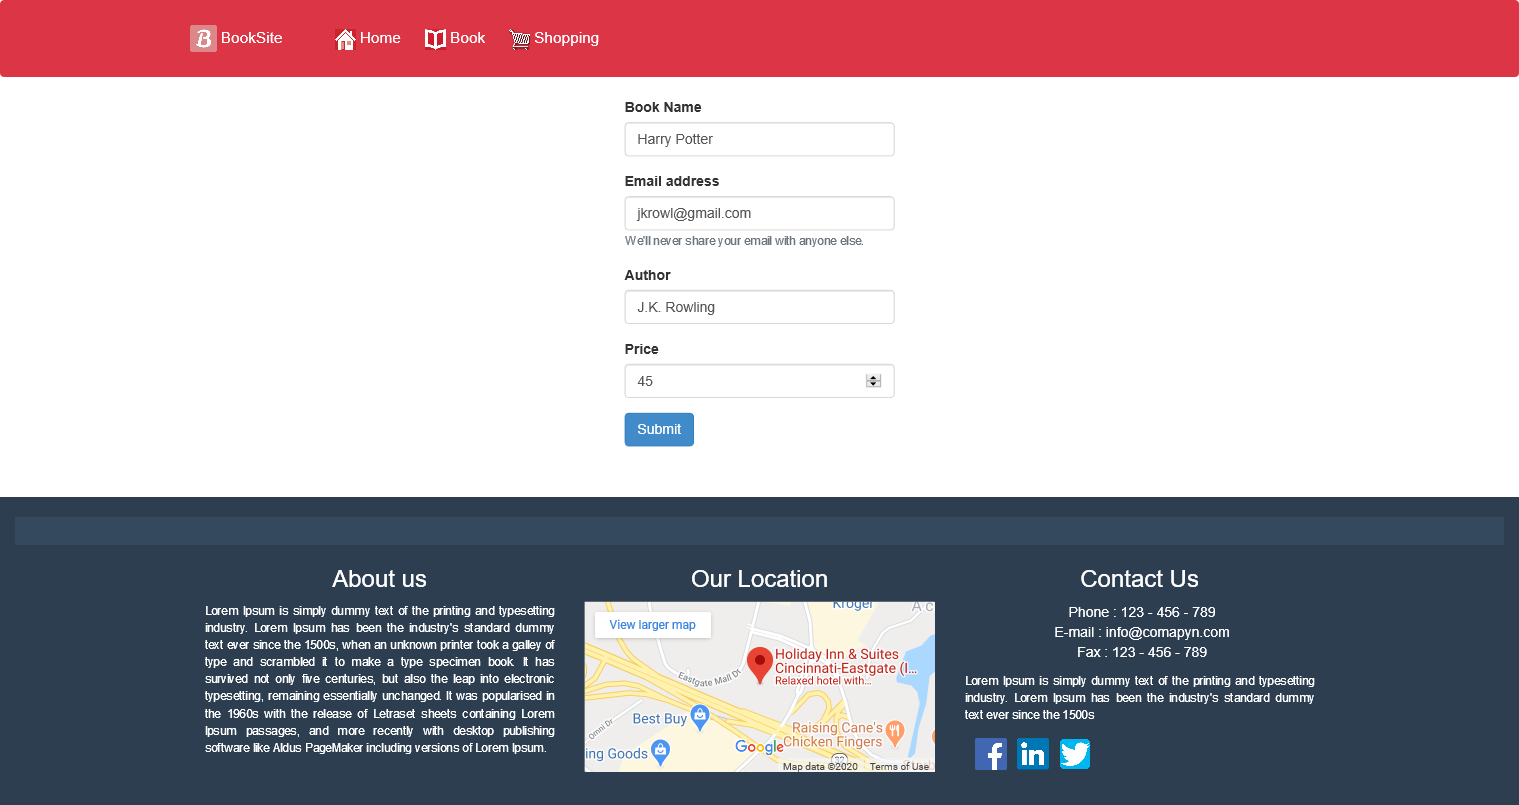 B BookSite Home Book Shopping
Book Name
Harry Potter
Email address
jkrowl@gmail.com
We'll never share your email with anyone else.
Author
J.K. Rowling
Price
45
Submit
About us
Lorem Ipsum is simply dummy text of the printing and typesetting
industry. Lorem Ipsum has been the industry's standard dummy
text ever since the 1500s, when an unknown printer took a galley of
type and scrambled it to make a type specimen book. It has
survived not only five centuries, but also the leap into electronic
typesetting, remaining essentially unchanged. It was popularised in
the 1960s with the release of Letraset sheets containing Lorem
Ipsum passages, and more recently with desktop publishing
software like Aldus PageMaker including versions of Lorem Ipsum.
Our Location
Kroger
View larger map
Holiday Inn & Suites
Cincinnati-Eastgate (I...
Relaxed hotel with...
Eastgate Mall Dr
Best Buy
Omni Dr
Raising Cane's
Chicken Fingers
ing Goods
Google
32
Map data ©2020 Terms of Use
Contact Us
Phone : 123 - 456 - 789
E-mail : info@comapyn.com
Fax : 123 - 456 - 789
Lorem Ipsum is simply dummy text of the printing and typesetting
industry. Lorem Ipsum has been the industry's standard dummy
text ever since the 1500s
f in